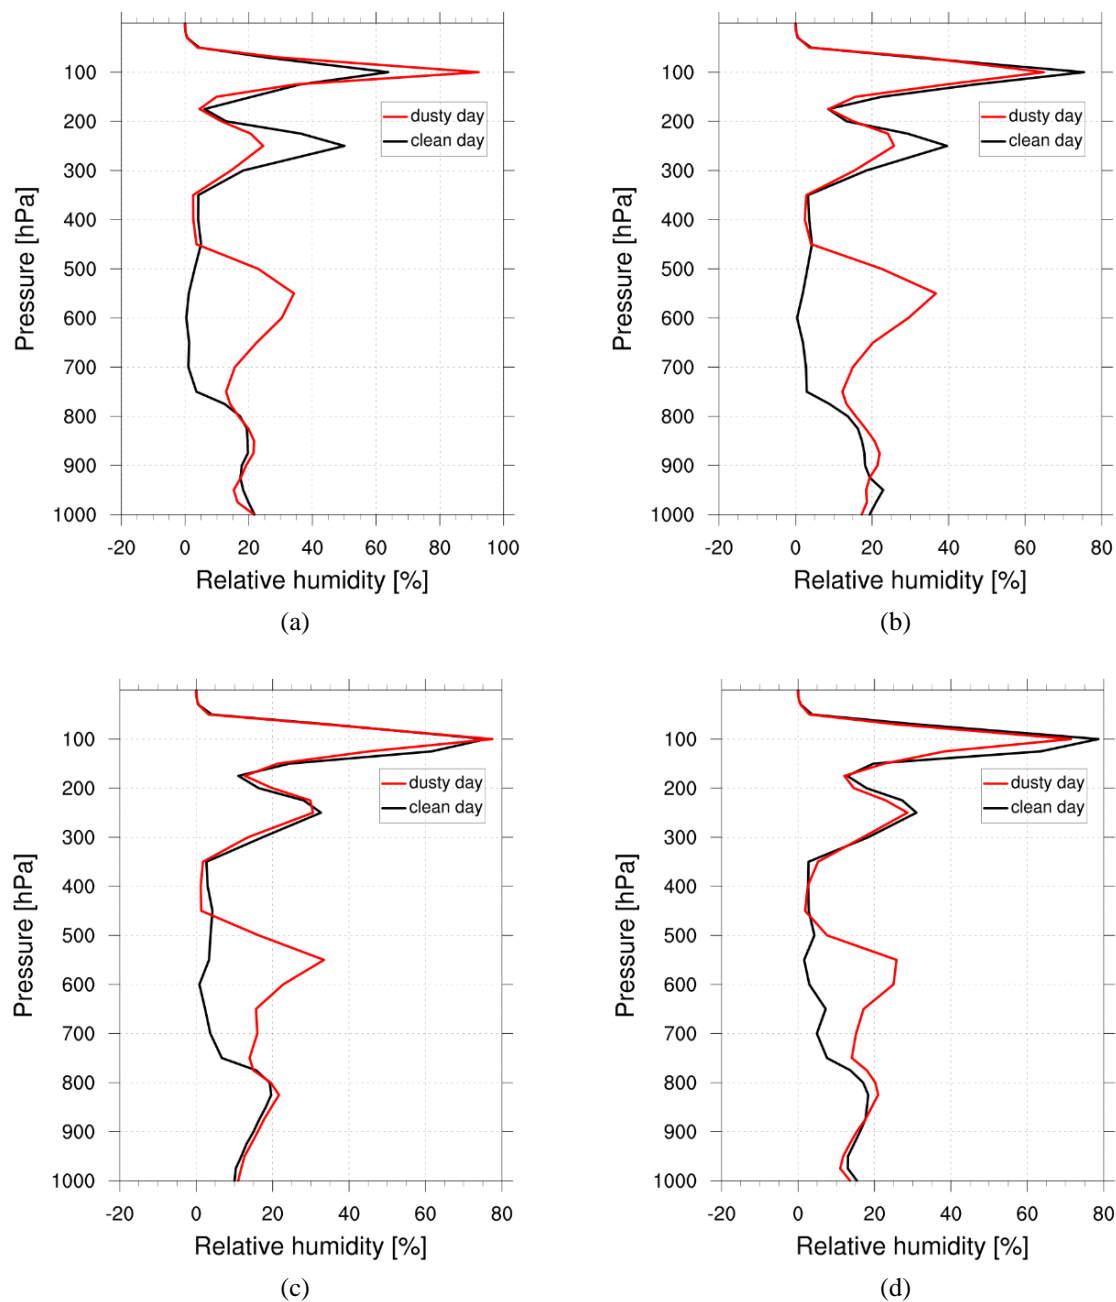 Pressure [hPa]
100
200
300
400
500
600
700
800
900
1000
dusty day
clean day
-20 0 20 40 60 80 100
Relative humidity [%]
(a)
Pressure [hPa]
100
200
300
400
500
600
700
800
900
1000
dusty day
clean day
-20 0 20 40 60 80
Relative humidity [%]
(b)
Pressure [hPa]
100
200
300
400
500
600
700
800
900
1000
dusty day
clean day
-20 0 20 40 60 80
Relative humidity [%]
(c)
Pressure [hPa]
100
200
300
400
500
600
700
800
900
1000
dusty day
clean day
-20 0 20 40 60 80
Relative humidity [%]
(d)